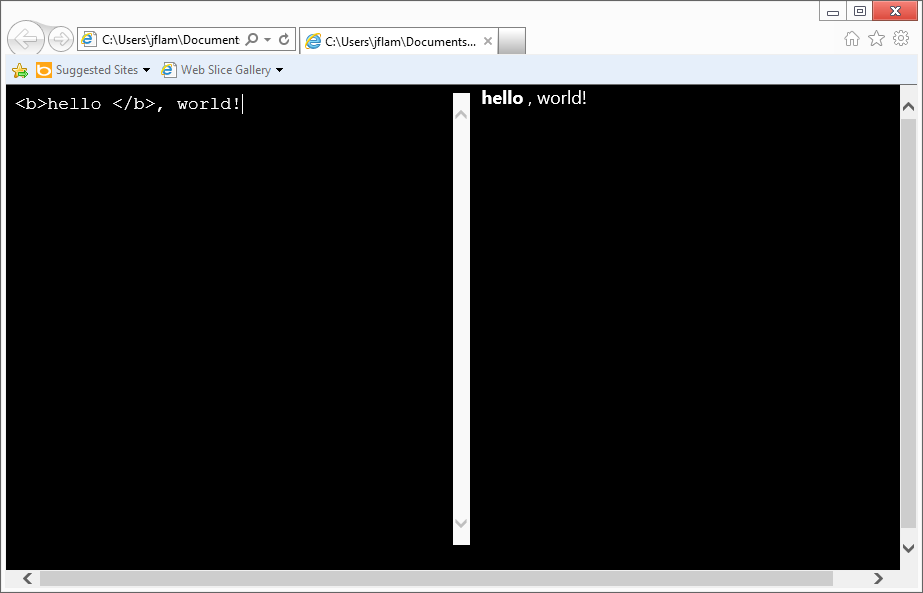 C:\Users\jflam\Document
C:\Users\jflam\Documents...
Suggested Sites
Web Slice Gallery
<b>hello </b>, world!
hello , world!